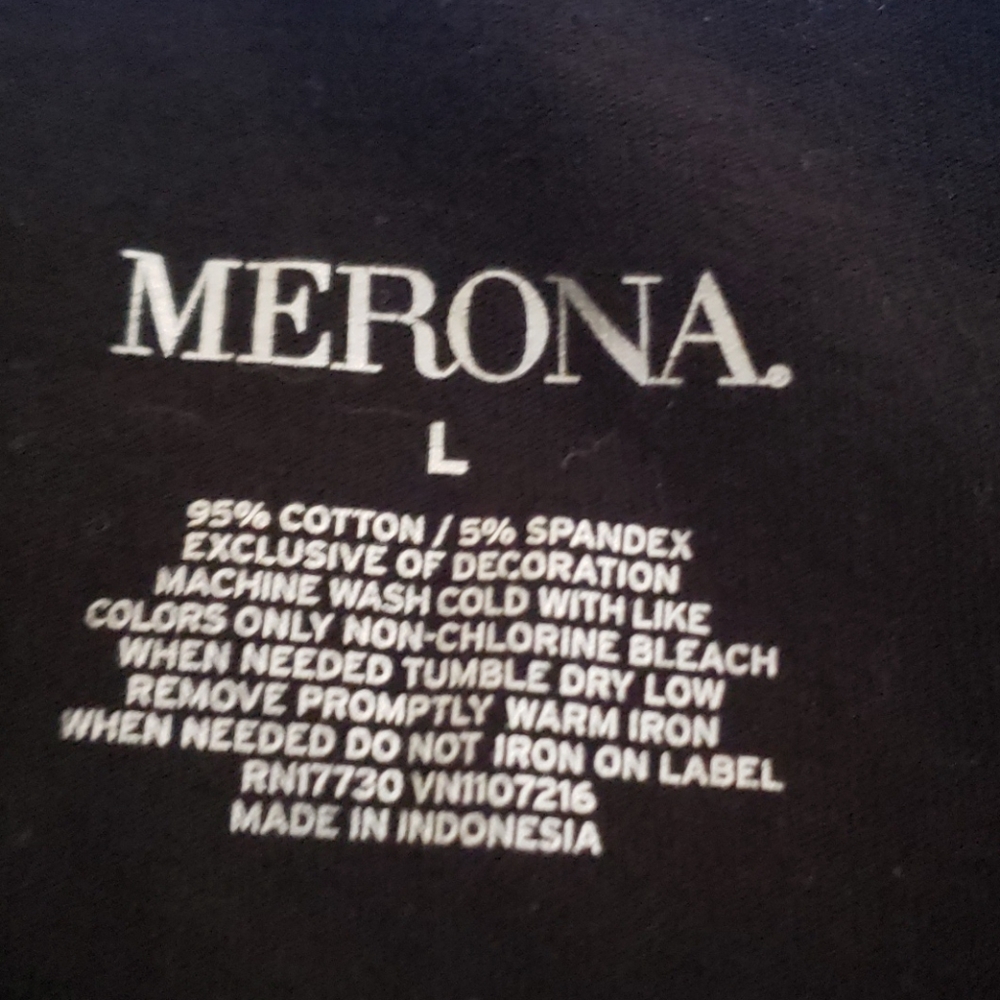 MERONA®
L
95% COTTON / 5% SPANDEX
EXCLUSIVE OF DECORATION
MACHINE WASH COLD WITH LIKE
COLORS ONLY NON-CHLORINE BLEACH
WHEN NEEDED TUMBLE DRY LOW
REMOVE PROMPTLY WARM IRON
WHEN NEEDED DO NOT IRON ON LABEL
RN17730 VN1107216
MADE IN INDONESIA